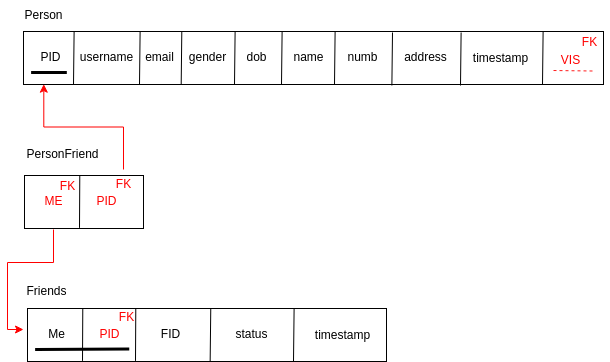 Person
FK
PID username email gender dob name numb address timestamp VIS
PersonFriend
FK FK
ME PID
Friends
FK
Me PID FID status timestamp